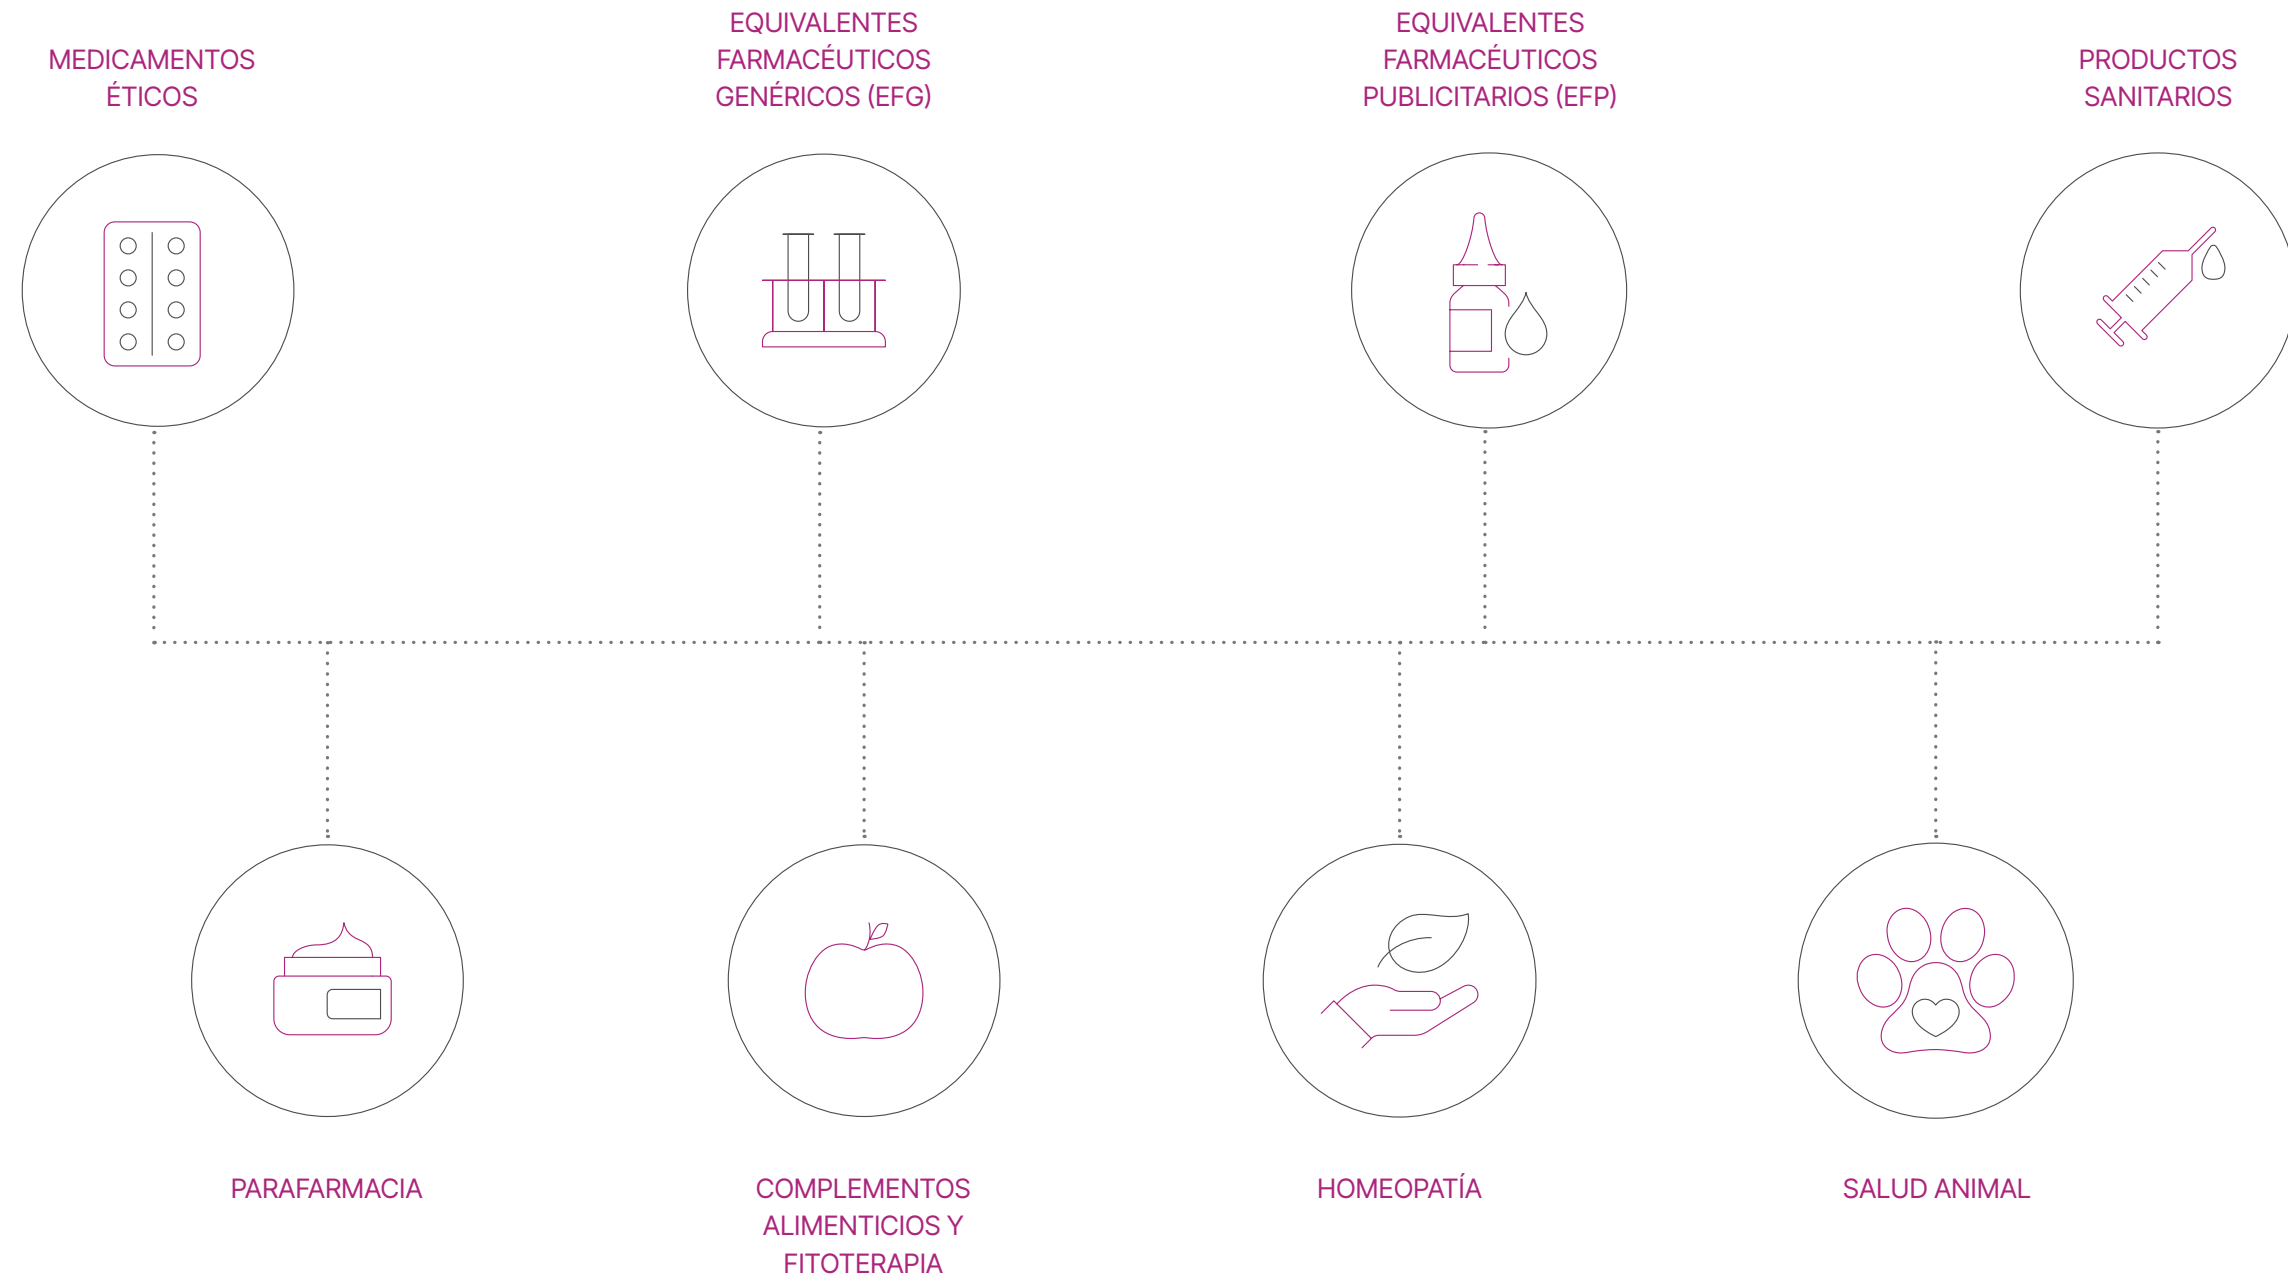 MEDICAMENTOS
ÉTICOS
EQUIVALENTES
FARMACÉUTICOS
GENÉRICOS (EFG)
EQUIVALENTES
FARMACÉUTICOS
PUBLICITARIOS (EFP)
PRODUCTOS
SANITARIOS
PARAFARMACIA
COMPLEMENTOS
ALIMENTICIOS Y
FITOTERAPIA
HOMEOPATÍA
SALUD ANIMAL